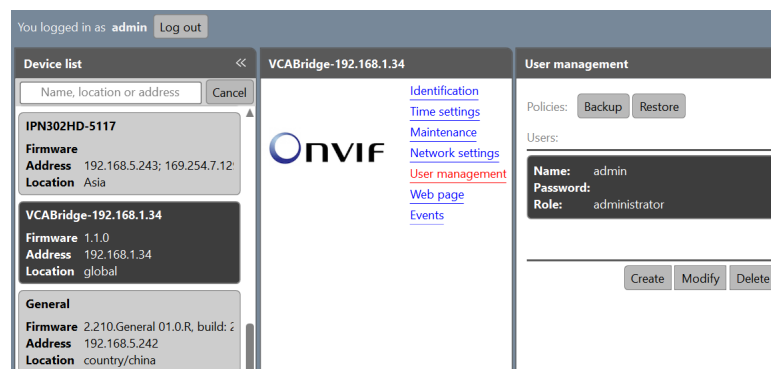 You logged in as admin Log out
Device list «
Name, location or address Cancel
IPN302HD-5117
Firmware
Address 192.168.5.243; 169.254.7.12
Location Asia
VCABridge-192.168.1.34
Firmware 1.1.0
Address 192.168.1.34
Location global
General
Firmware 2.210.General 01.0.R, build: 2
Address 192.168.5.242
Location country/china
VCABridge-192.168.1.34
ONVIF
Identification
Time settings
Maintenance
Network settings
User management
Web page
Events
User management
Policies: Backup Restore
Users:
Name: admin
Password:
Role: administrator
Create Modify Delete